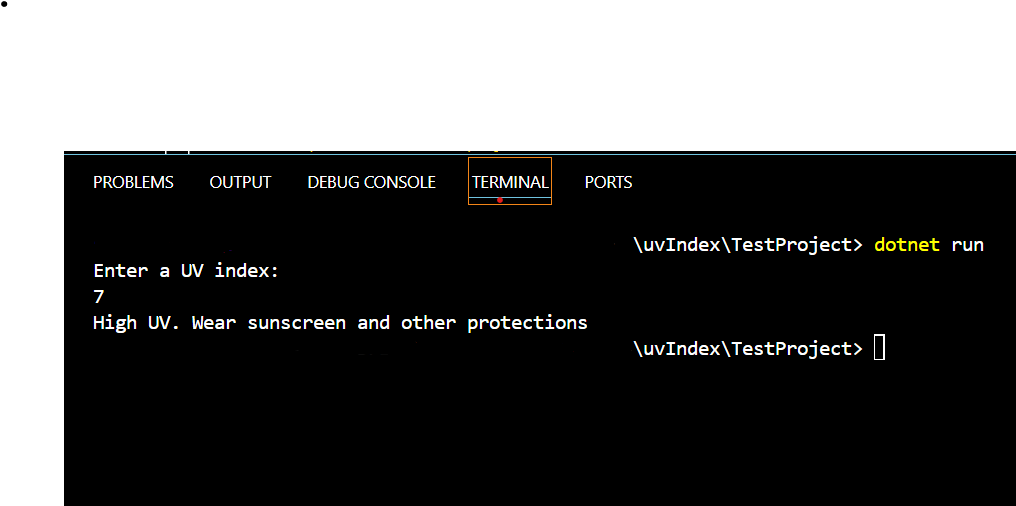 PROBLEMS OUTPUT DEBUG CONSOLE TERMINAL PORTS
\uvIndex\TestProject> dotnet run
Enter a UV index:
7
High UV. Wear sunscreen and other protections
\uvIndex\TestProject>